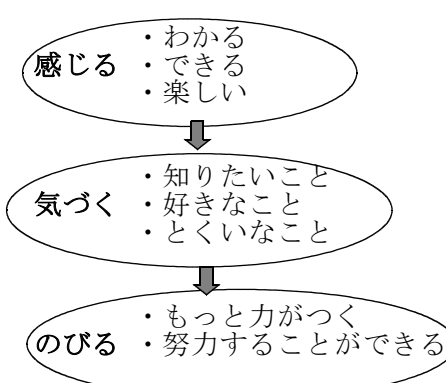 ・わかる
感じる ・できる
・楽しい
・知りたいこと
気づく ・好きなこと
・とくいなこと
・もっと力がつく
のびる ・努力することができる